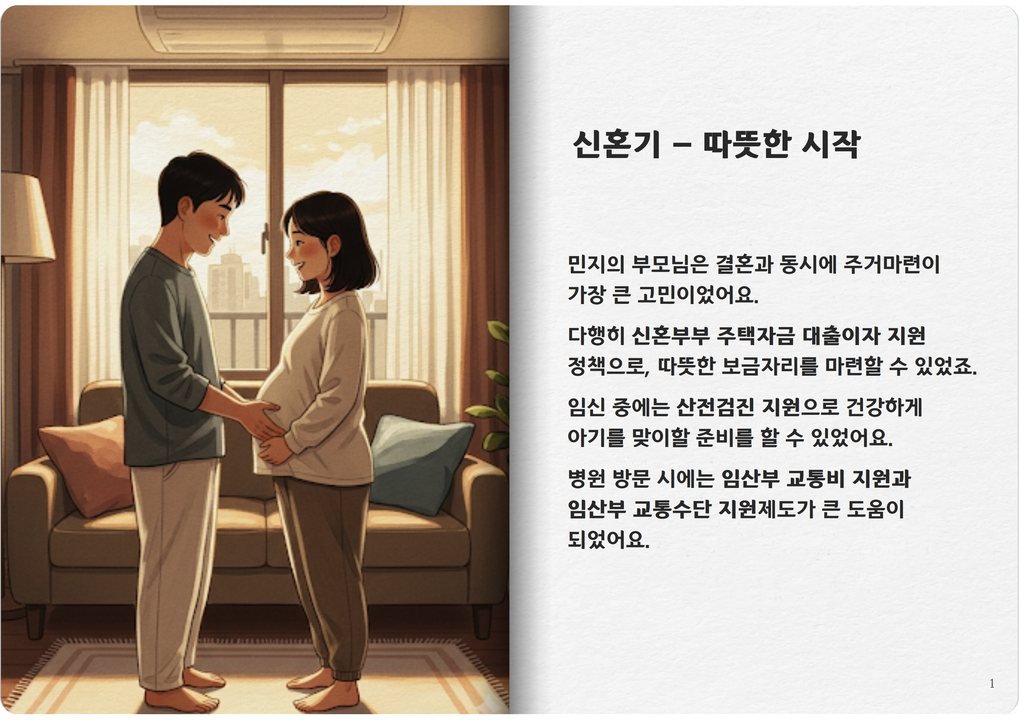 신혼기 – 따뜻한 시작
민지의 부모님은 결혼과 동시에 주거마련이
가장 큰 고민이었어요.
다행히 신혼부부 주택자금 대출이자 지원
정책으로, 따뜻한 보금자리를 마련할 수 있었죠.
임신 중에는 산전검진 지원으로 건강하게
아기를 맞이할 준비를 할 수 있었어요.
병원 방문 시에는 임산부 교통비 지원과
임산부 교통수단 지원제도가 큰 도움이
되었어요.
1